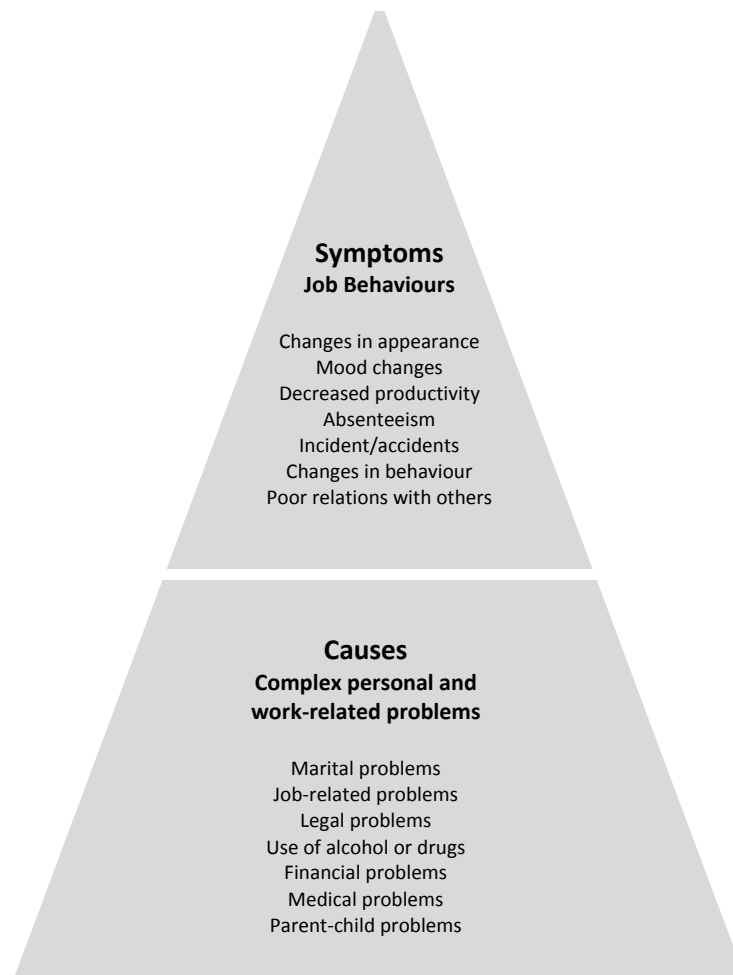 Symptoms
Job Behaviours
Changes in appearance
Mood changes
Decreased productivity
Absenteeism
Incident/accidents
Changes in behaviour
Poor relations with others
Causes
Complex personal and
work-related problems
Marital problems
Job-related problems
Legal problems
Use of alcohol or drugs
Financial problems
Medical problems
Parent-child problems